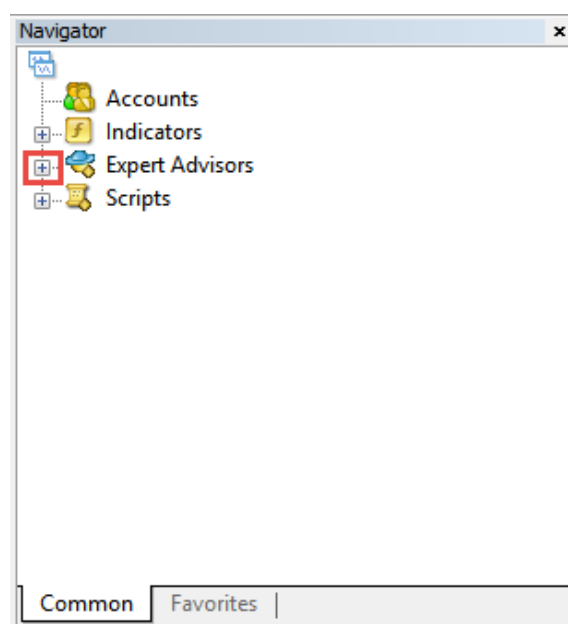 Navigator
Accounts
Indicators
Expert Advisors
Scripts
Common Favorites